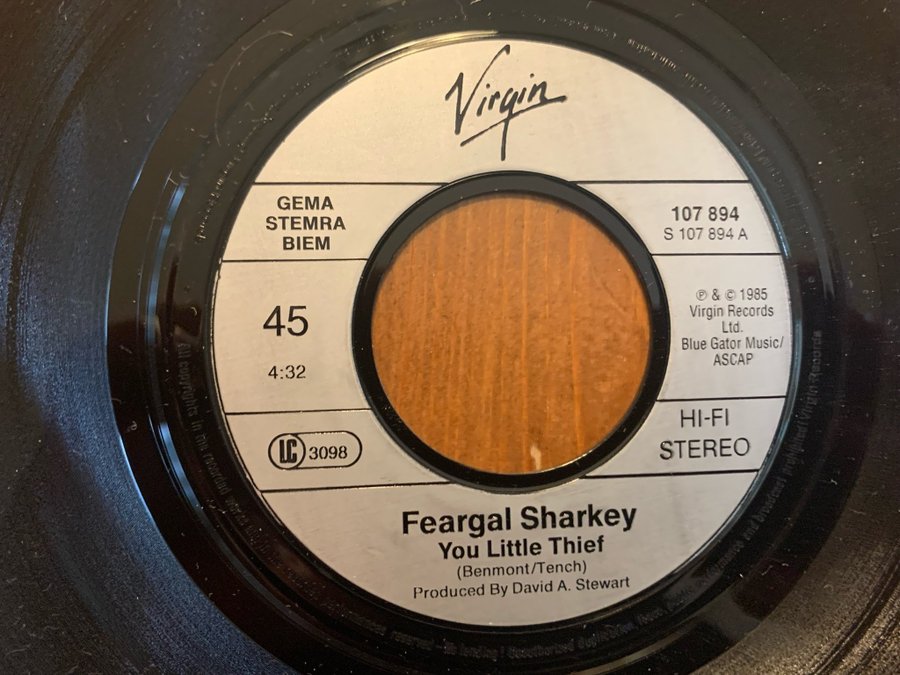 Virgin
GEMA
STEMRA
BIEM
107 894
S 107 894 A
45
4:32
℗ & © 1985
Virgin Records
Ltd.
Blue Gator Music/
ASCAP
LC 3098
HI-FI
STEREO
Feargal Sharkey
You Little Thief
(Benmont/Tench)
Produced By David A. Stewart